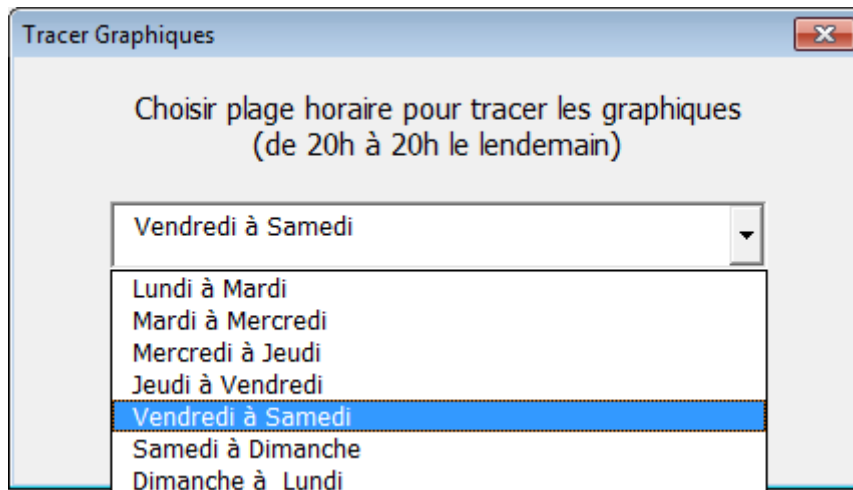 Tracer Graphiques
Choisir plage horaire pour tracer les graphiques
(de 20h à 20h le lendemain)
Vendredi à Samedi
Lundi à Mardi
Mardi à Mercredi
Mercredi à Jeudi
Jeudi à Vendredi
Vendredi à Samedi
Samedi à Dimanche
Dimanche à  Lundi